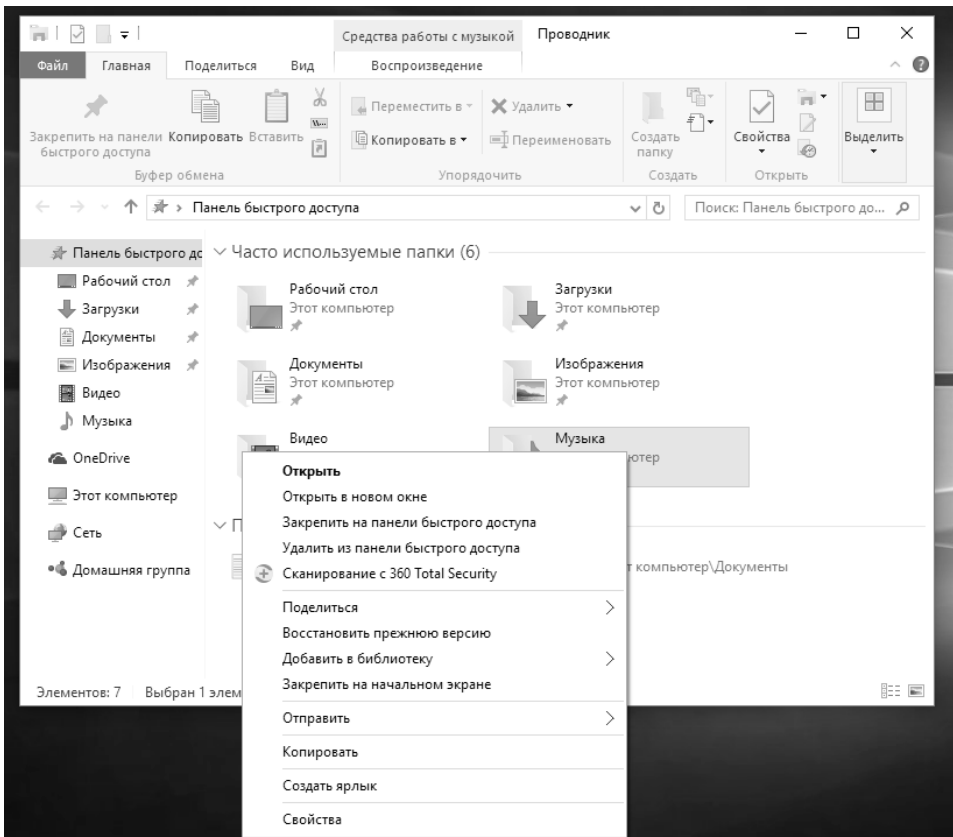 Средства работы с музыкой Проводник
Файл Главная Поделиться Вид Воспроизведение
Закрепить на панели быстрого доступа
Копировать
Вставить
Буфер обмена
Переместить в
Копировать в
Удалить
Переименовать
Упорядочить
Создать папку
Создать
Свойства
Открыть
Выделить
Панель быстрого доступа
Поиск: Панель быстрого до...
Панель быстрого дс
Рабочий стол
Загрузки
Документы
Изображения
Видео
Музыка
OneDrive
Этот компьютер
Сеть
Домашняя группа
Часто используемые папки (6)
Рабочий стол
Этот компьютер
Загрузки
Этот компьютер
Документы
Этот компьютер
Изображения
Этот компьютер
Видео
Музыка
ютер
П
т компьютер\Документы
Открыть
Открыть в новом окне
Закрепить на панели быстрого доступа
Удалить из панели быстрого доступа
Сканирование с 360 Total Security
Поделиться
Восстановить прежнюю версию
Добавить в библиотеку
Закрепить на начальном экране
Отправить
Копировать
Создать ярлык
Свойства
Элементов: 7 Выбран 1 элем